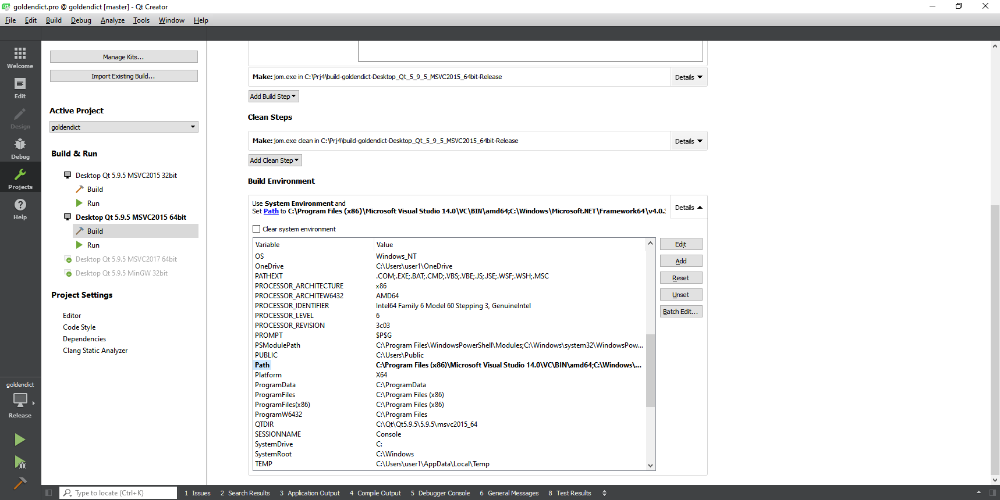 goldendict.pro @ goldendict [master] - Qt Creator
File Edit Build Debug Analyze Tools Window Help
Welcome
Edit
Design
Debug
Projects
Help
goldendict
Release
Manage Kits...
Import Existing Build...
Active Project
goldendict
Build & Run
Desktop Qt 5.9.5 MSVC2015 32bit
Build
Run
Desktop Qt 5.9.5 MSVC2015 64bit
Build
Run
Desktop Qt 5.9.5 MSVC2017 64bit
Desktop Qt 5.9.5 MinGW 32bit
Project Settings
Editor
Code Style
Dependencies
Clang Static Analyzer
Make: jom.exe in C:\Prj4\build-goldendict-Desktop_Qt_5_9_5_MSVC2015_64bit-Release Details
Add Build Step
Clean Steps
Make: jom.exe clean in C:\Prj4\build-goldendict-Desktop_Qt_5_9_5_MSVC2015_64bit-Release Details
Add Clean Step
Build Environment
Use System Environment and
Set Path to C:\Program Files (x86)\Microsoft Visual Studio 14.0\VC\BIN\amd64;C:\Windows\Microsoft.NET\Framework64\v4.0.3
Details
Clear system environment
Variable Value
OS Windows_NT
OneDrive C:\Users\user1\OneDrive
PATHEXT .COM;.EXE;.BAT;.CMD;.VBS;.VBE;.JS;.JSE;.WSF;.WSH;.MSC
PROCESSOR_ARCHITECTURE x86
PROCESSOR_ARCHITEW6432 AMD64
PROCESSOR_IDENTIFIER Intel64 Family 6 Model 60 Stepping 3, GenuineIntel
PROCESSOR_LEVEL 6
PROCESSOR_REVISION 3c03
PROMPT $P$G
PSModulePath C:\Program Files\WindowsPowerShell\Modules;C:\Windows\system32\WindowsPow...
PUBLIC C:\Users\Public
Path C:\Program Files (x86)\Microsoft Visual Studio 14.0\VC\BIN\amd64;C:\Windows\...
Platform X64
ProgramData C:\ProgramData
ProgramFiles C:\Program Files (x86)
ProgramFiles(x86) C:\Program Files (x86)
ProgramW6432 C:\Program Files
QTDIR C:\Qt\Qt5.9.5\5.9.5\msvc2015_64
SESSIONNAME Console
SystemDrive C:
SystemRoot C:\Windows
TEMP C:\Users\user1\AppData\Local\Temp
Edit
Add
Reset
Unset
Batch Edit...
Type to locate (Ctrl+K) 1 Issues 2 Search Results 3 Application Output 4 Compile Output 5 Debugger Console 6 General Messages 8 Test Results